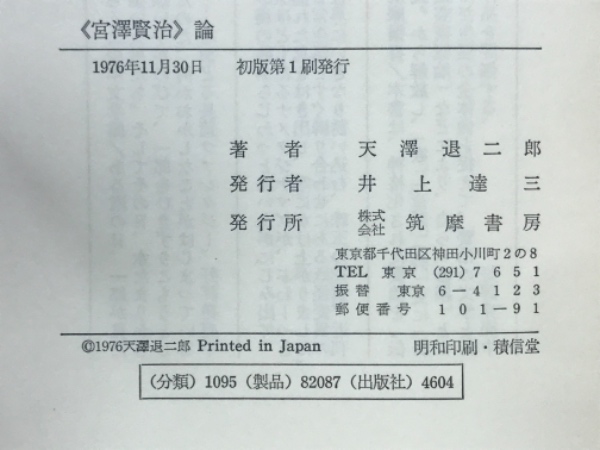 《宮澤賢治》論
1976年11月30日　初版第1刷発行
著者　天澤退二郎
発行者　井上達三
発行所　株式会社　筑摩書房
東京都千代田区神田小川町2の8
TEL 東京 (291) 7651
振替 東京 6－4123
郵便番号 101－91
©1976天澤退二郎 Printed in Japan　明和印刷・積信堂
(分類) 1095 (製品) 82087 (出版社) 4604